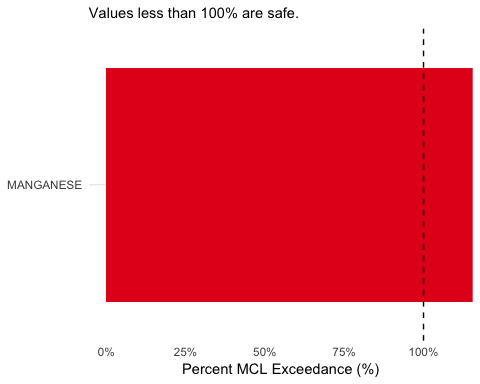 Values less than 100% are safe.
MANGANESE
0% 25% 50% 75% 100%
Percent MCL Exceedance (%)